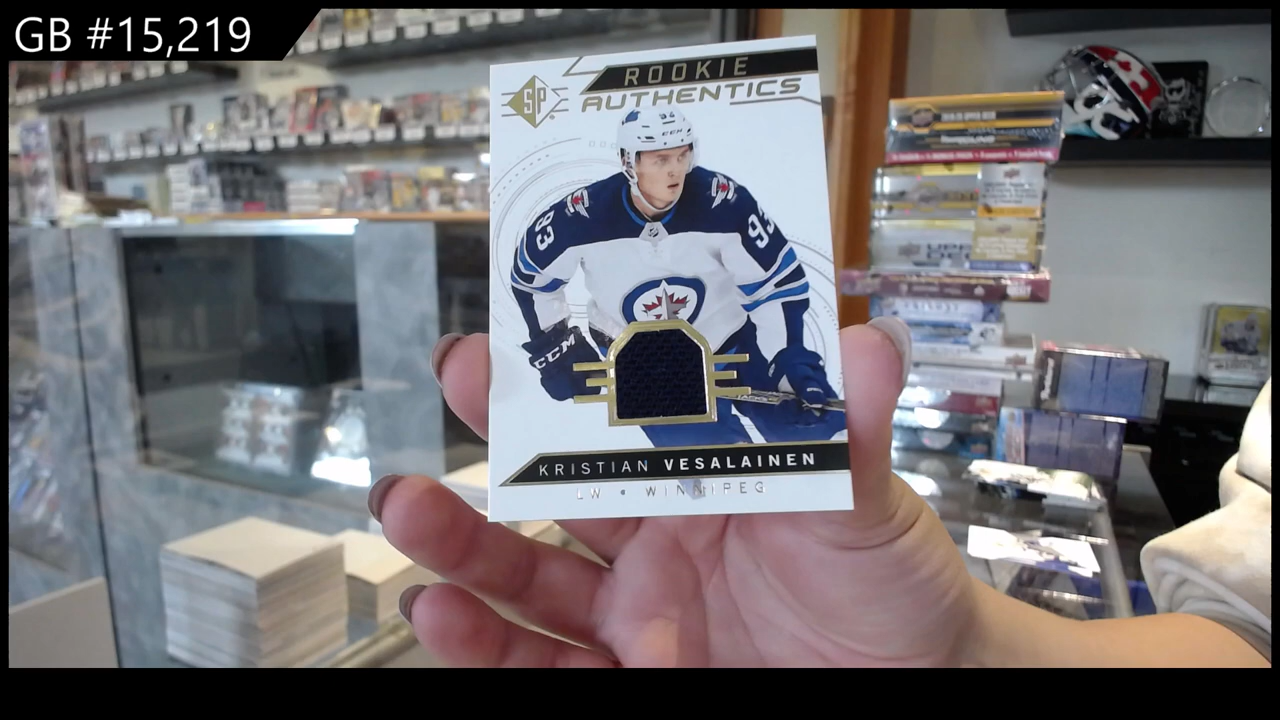 GB #15,219
ROOKIE
AUTHENTICS
SP
93
93
CCM
KRISTIAN VESALAINEN
LW • WINNIPEG